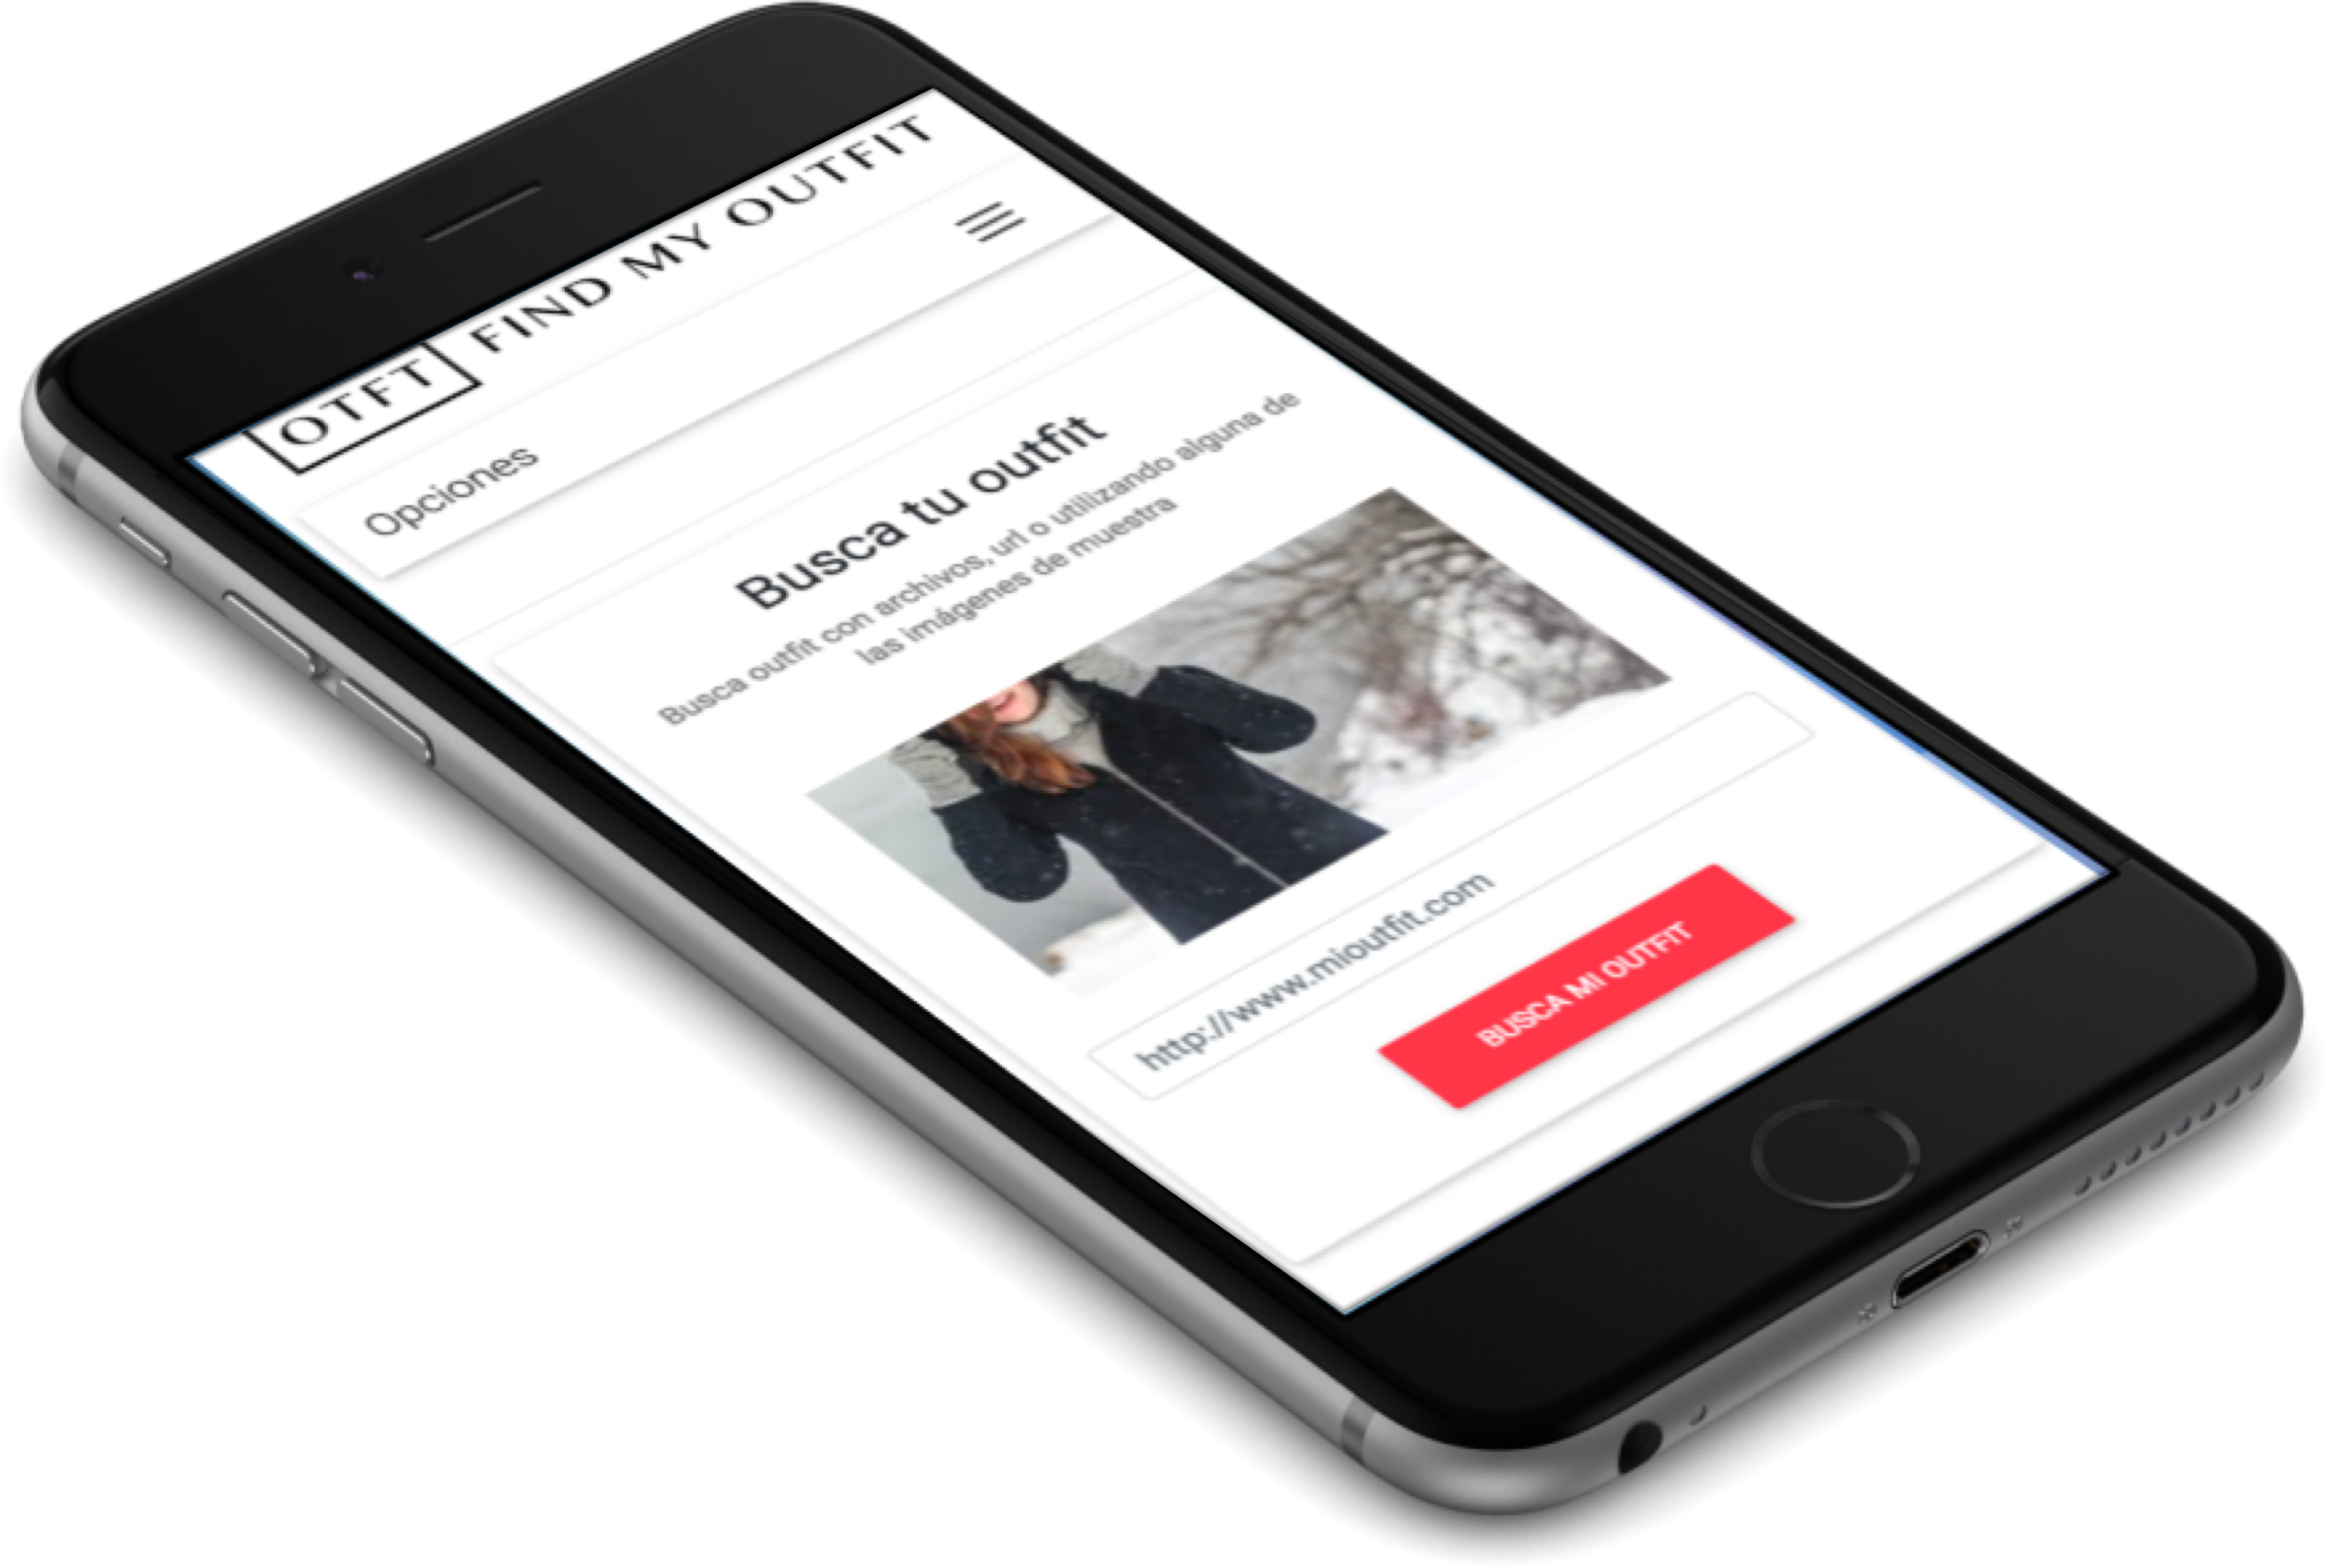 OTFT FIND MY OUTFIT
Opciones
Busca tu outfit
Busca outfit con archivos, url o utilizando alguna de
las imágenes de muestra
http://www.mioutfit.com
BUSCA MI OUTFIT